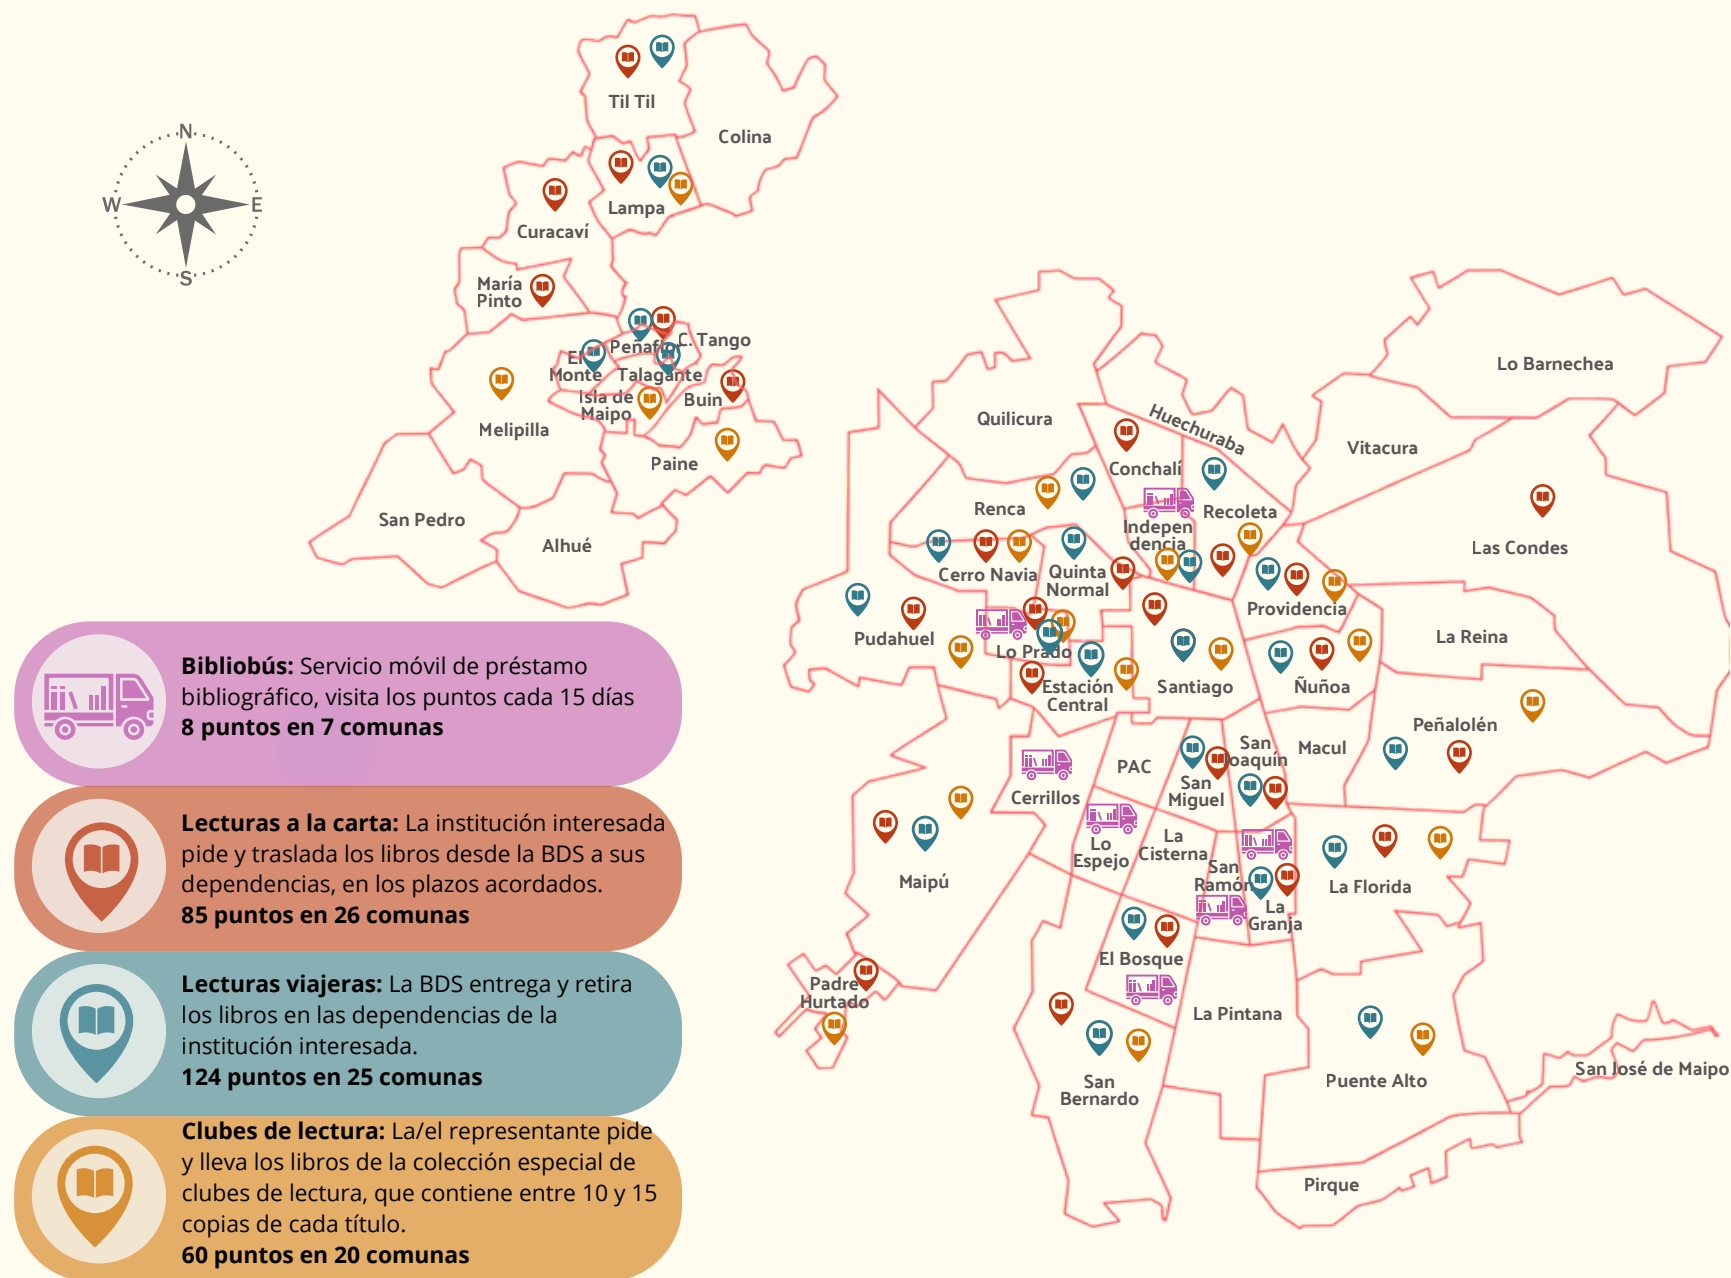 N
W
E
S
Til Til
Colina
Lampa
Curacaví
María
Pinto
Peñaflor
C. Tango
El
Monte
Talagante
Isla de
Maipo
Buin
Melipilla
Paine
San Pedro
Alhué
Lo Barnechea
Quilicura
Huechuraba
Vitacura
Conchalí
Renca
Recoleta
Indepen
dencia
Las Condes
Cerro Navia
Quinta
Normal
Providencia
Pudahuel
Lo Prado
La Reina
Estación
Central
Santiago
Ñuñoa
Peñalolén
Macul
San
Joaquín
PAC
San
Miguel
Cerrillos
Lo
Espejo
La
Cisterna
San
Ramón
La
Granja
La Florida
Maipú
El Bosque
Padre
Hurtado
La Pintana
San
Bernardo
Puente Alto
San José de Maipo
Pirque
Bibliobús: Servicio móvil de préstamo
bibliográfico, visita los puntos cada 15 días
8 puntos en 7 comunas
Lecturas a la carta: La institución interesada
pide y traslada los libros desde la BDS a sus
dependencias, en los plazos acordados.
85 puntos en 26 comunas
Lecturas viajeras: La BDS entrega y retira
los libros en las dependencias de la
institución interesada.
124 puntos en 25 comunas
Clubes de lectura: La/el representante pide
y lleva los libros de la colección especial de
clubes de lectura, que contiene entre 10 y 15
copias de cada título.
60 puntos en 20 comunas